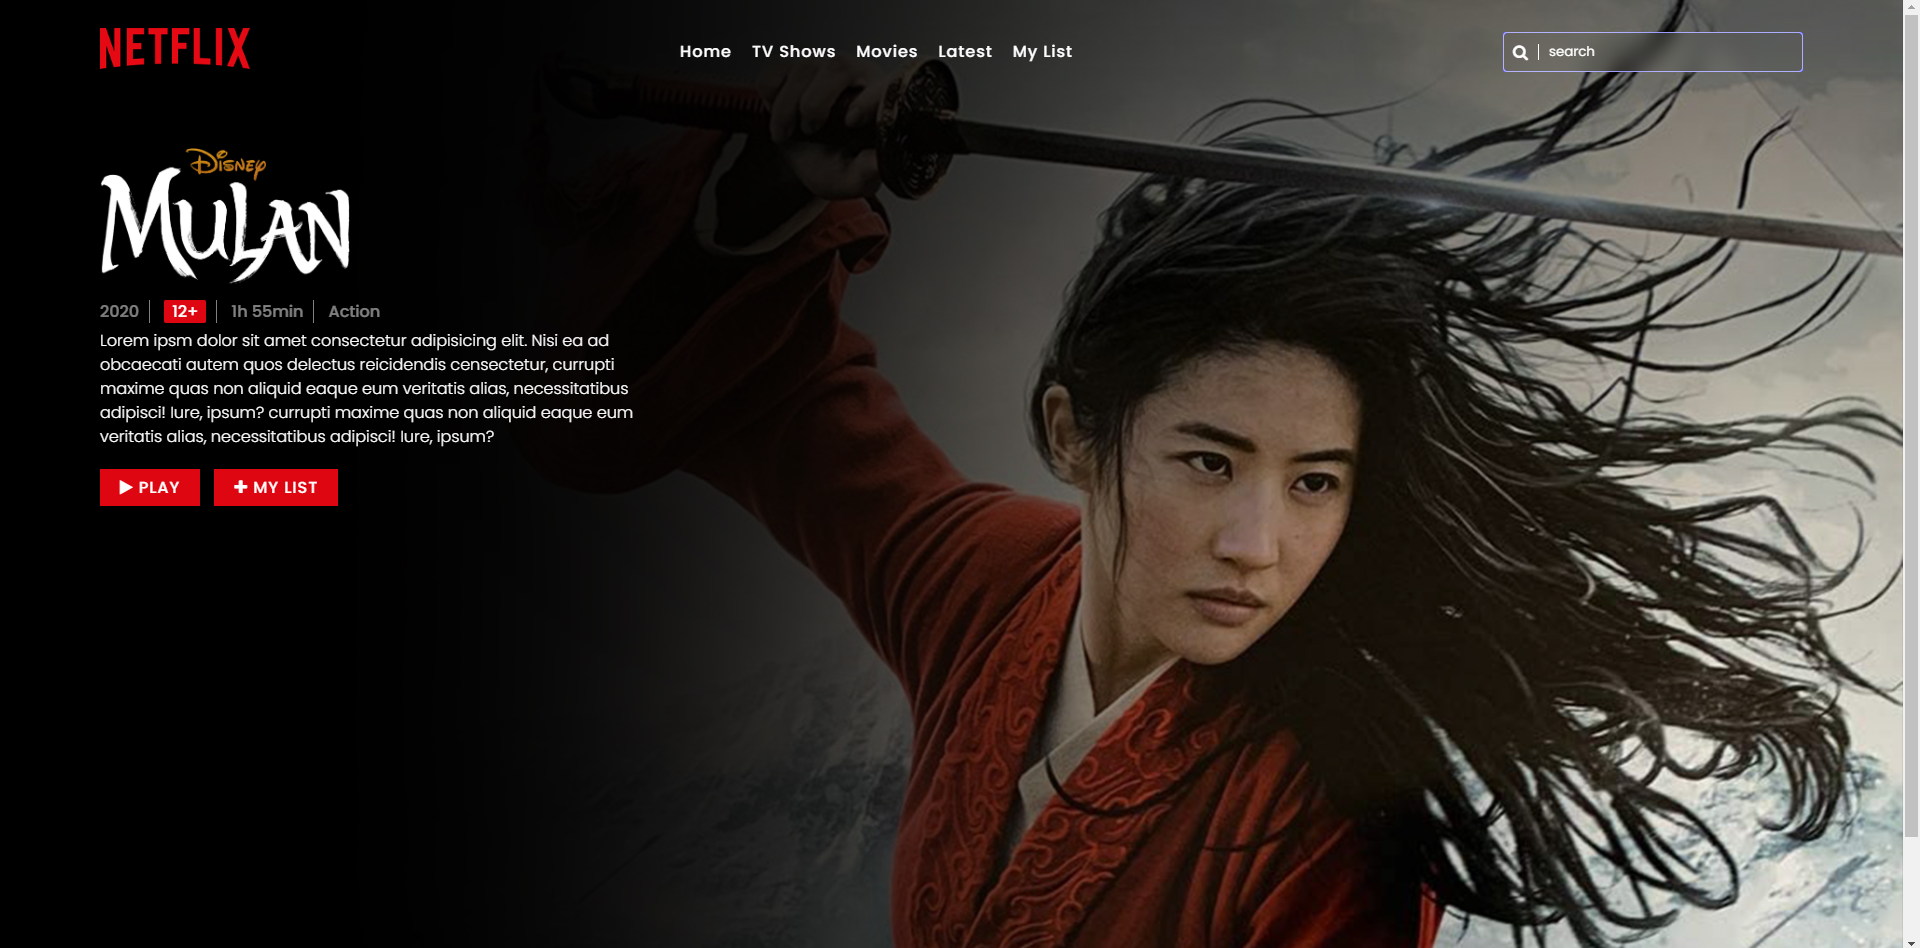 NETFLIX
Home TV Shows Movies Latest My List
search
Disney
MULAN
2020 12+ 1h 55min Action
Lorem ipsm dolor sit amet consectetur adipisicing elit. Nisi ea ad
obcaecati autem quos delectus reicidendis censectetur, currupti
maxime quas non aliquid eaque eum veritatis alias, necessitatibus
adipisci! Iure, ipsum? currupti maxime quas non aliquid eaque eum
veritatis alias, necessitatibus adipisci! Iure, ipsum?
PLAY MY LIST